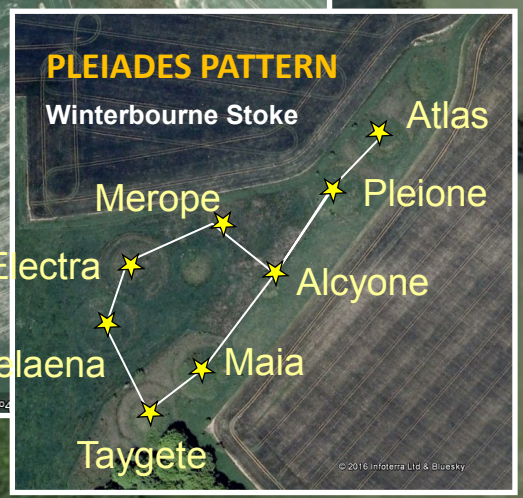 PLEIADES PATTERN
Winterbourne Stoke
Atlas
Pleione
Merope
Electra
Alcyone
elaena
Maia
Taygete
© 2016 Infoterra Ltd & Bluesky